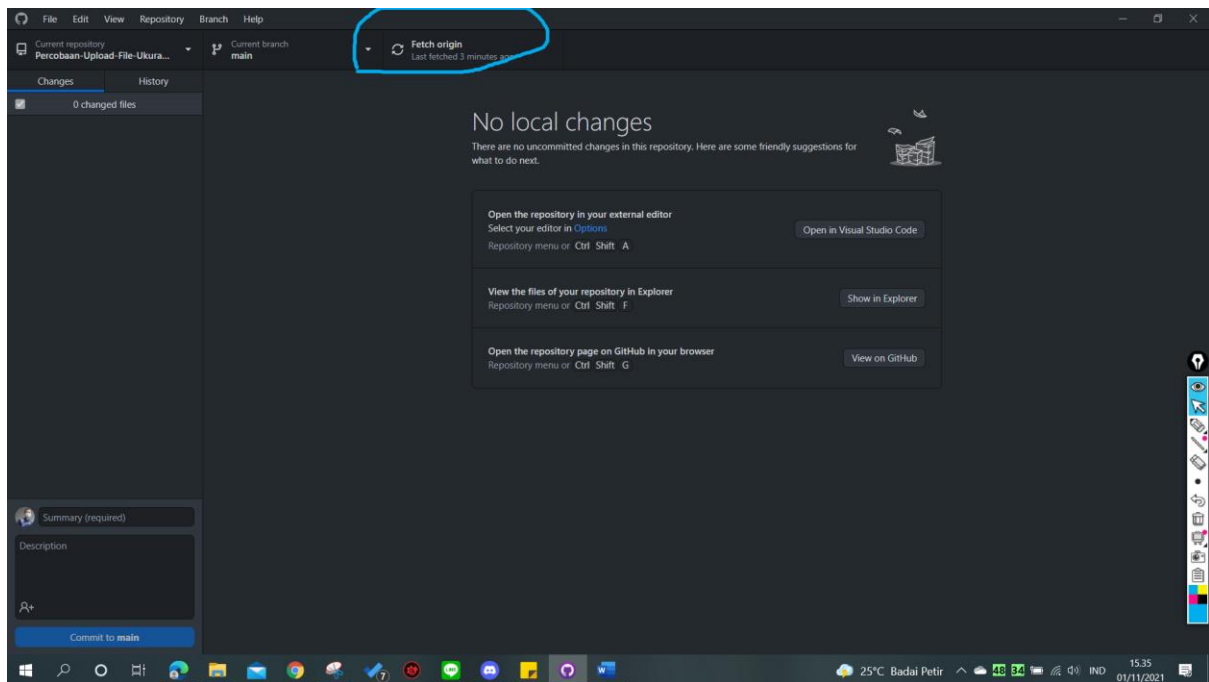 File Edit View Repository Branch Help
Current repository
Percobaan-Upload-File-Ukura...
Current branch
main
Fetch origin
Last fetched 3 minutes ago
Changes History
0 changed files
No local changes
There are no uncommitted changes in this repository. Here are some friendly suggestions for
what to do next.
Open the repository in your external editor
Select your editor in Options
Repository menu or Ctrl Shift A
Open in Visual Studio Code
View the files of your repository in Explorer
Repository menu or Ctrl Shift F
Show in Explorer
Open the repository page on GitHub in your browser
Repository menu or Ctrl Shift G
View on GitHub
Summary (required)
Description
Commit to main
7
LINE
W
25°C Badai Petir
48 34
IND
15.35
01/11/2021